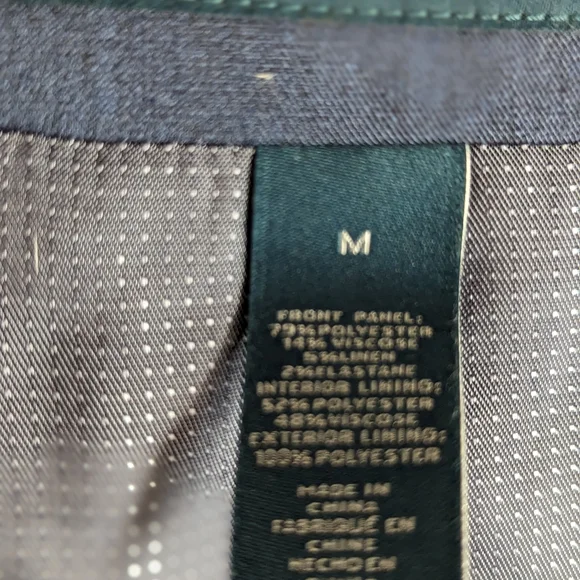 M
FRONT PANEL:
79% POLYESTER
14% VISCOSE
5% LINEN
2% ELASTANE
INTERIOR LINING:
52% POLYESTER
48% VISCOSE
EXTERIOR LINING:
100% POLYESTER
MADE IN
CHINA
FABRIQUÉ EN
CHINE
HECHO EN